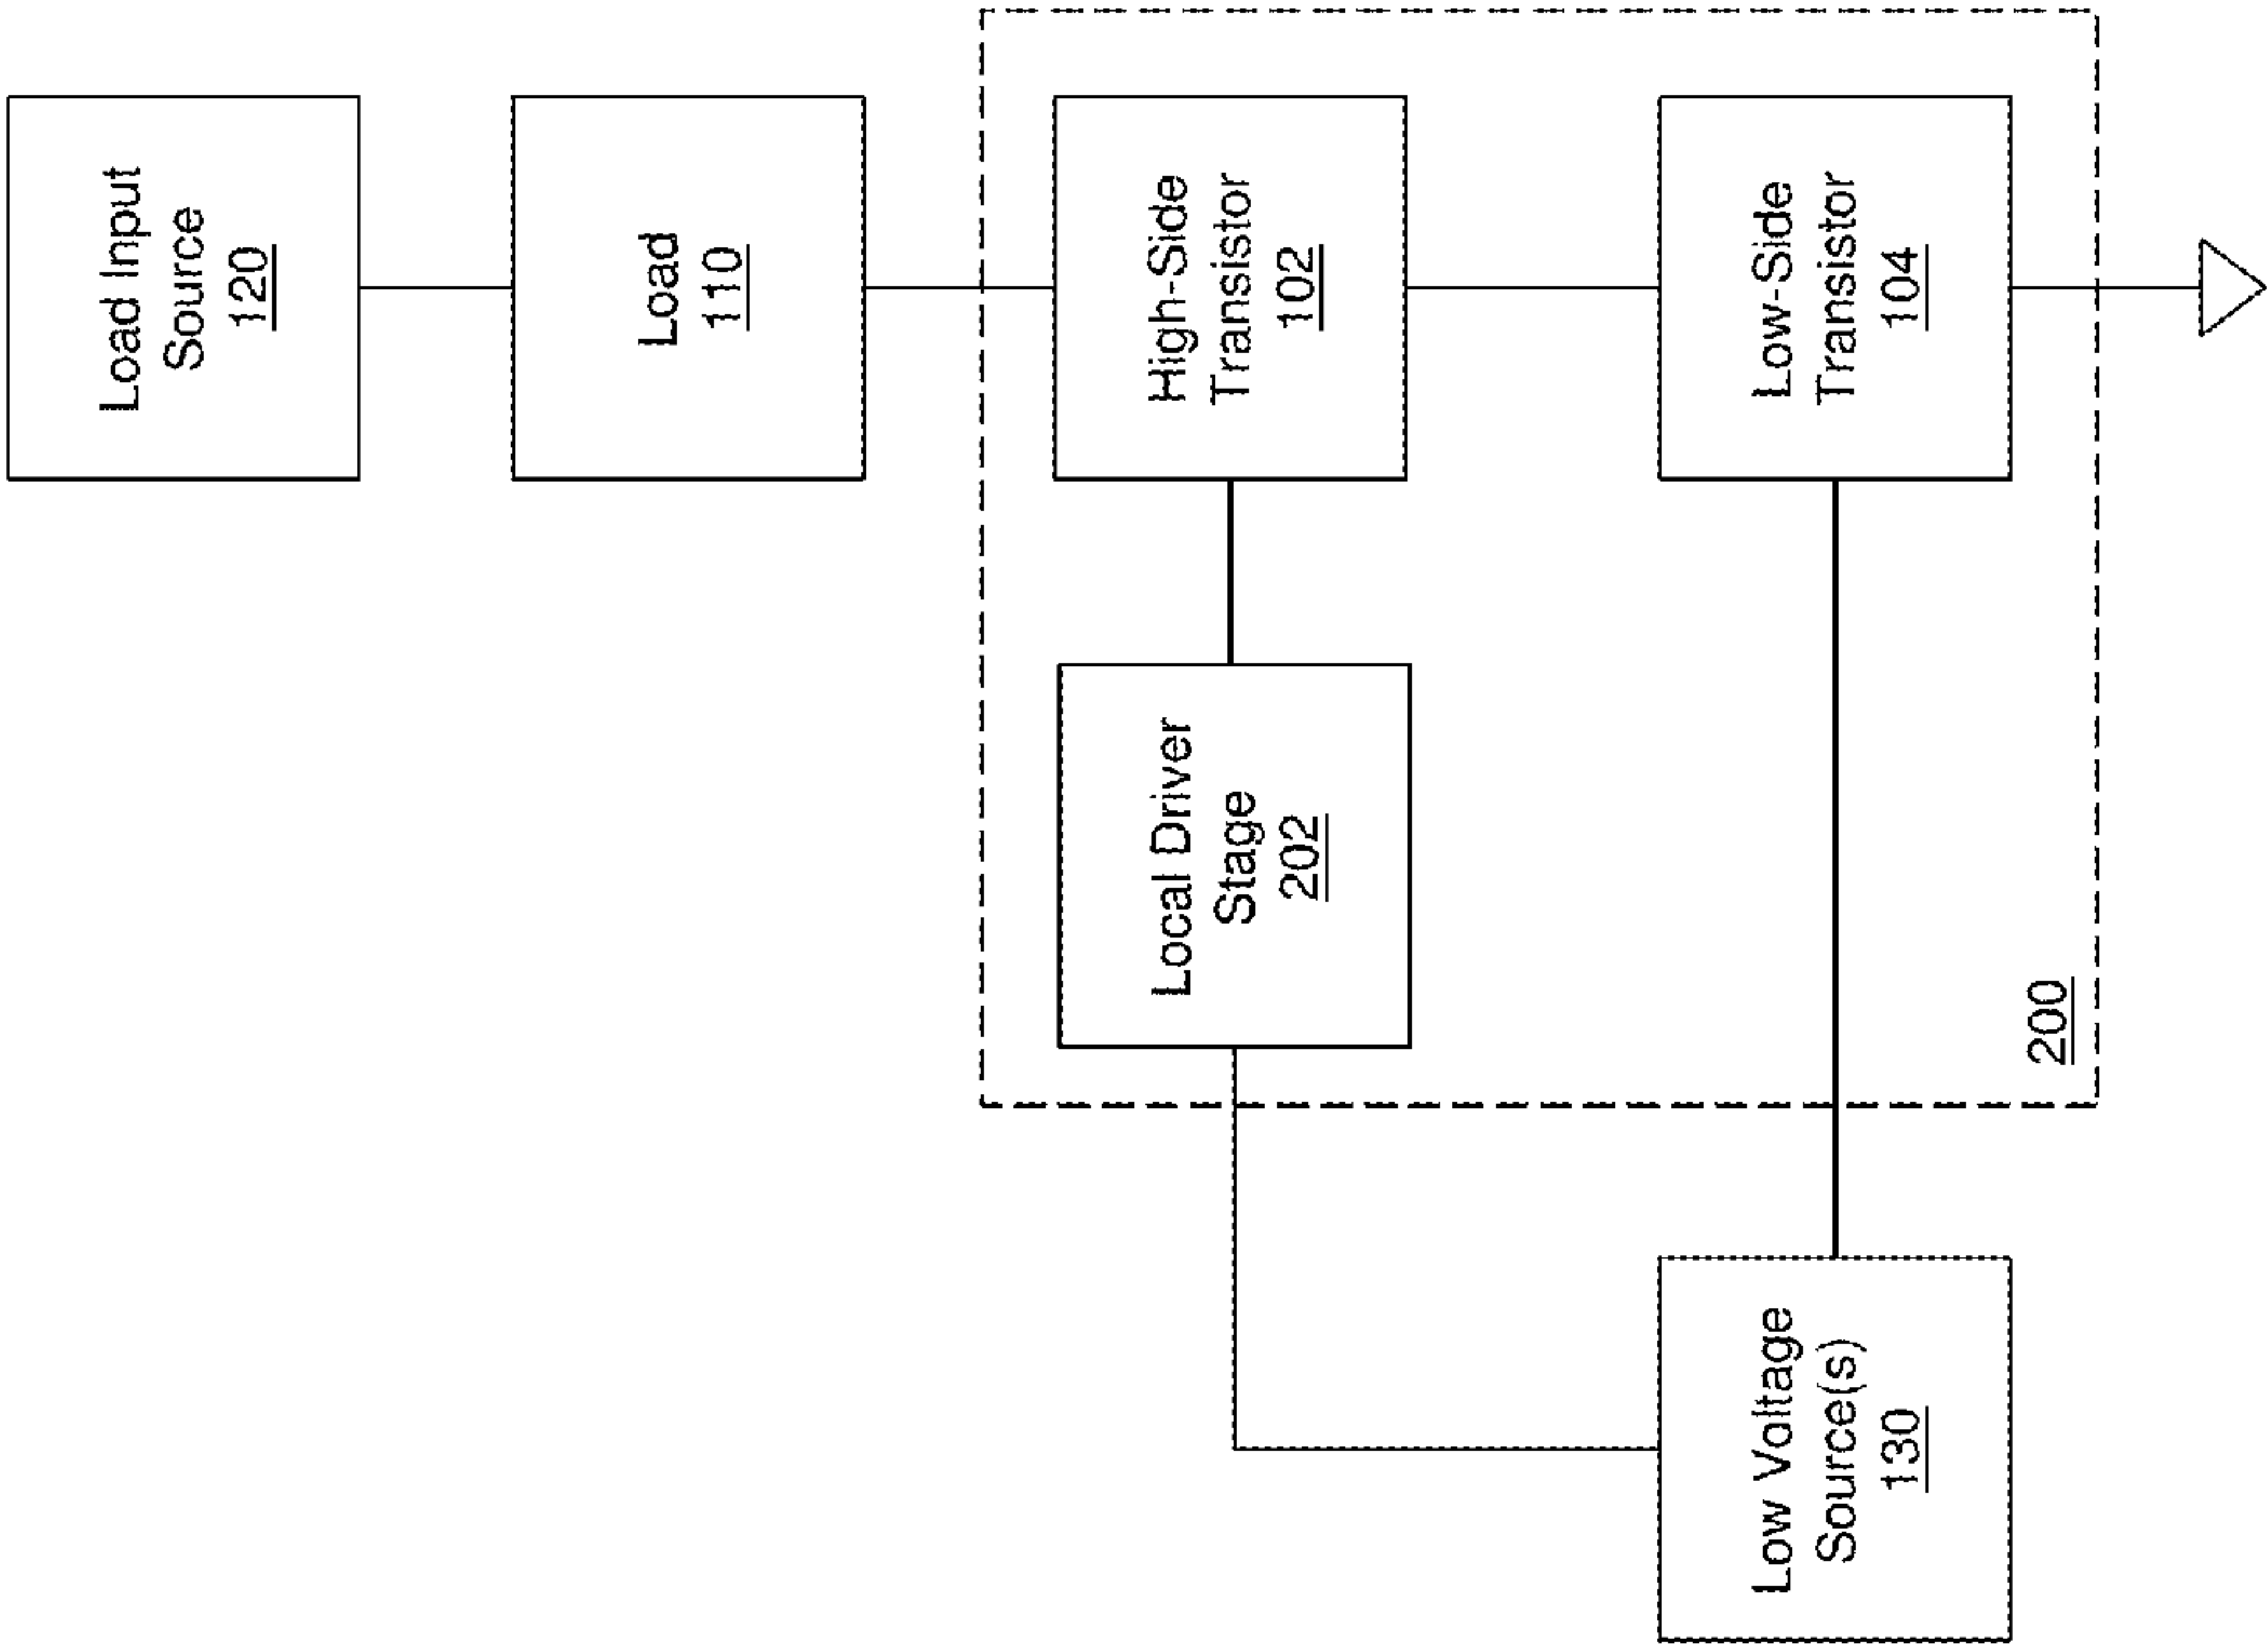 Load Input
Source
120
Load
110
High-Side
Transistor
102
Low-Side
Transistor
104
Local Driver
Stage
202
200
Low Voltage
Source(s)
130